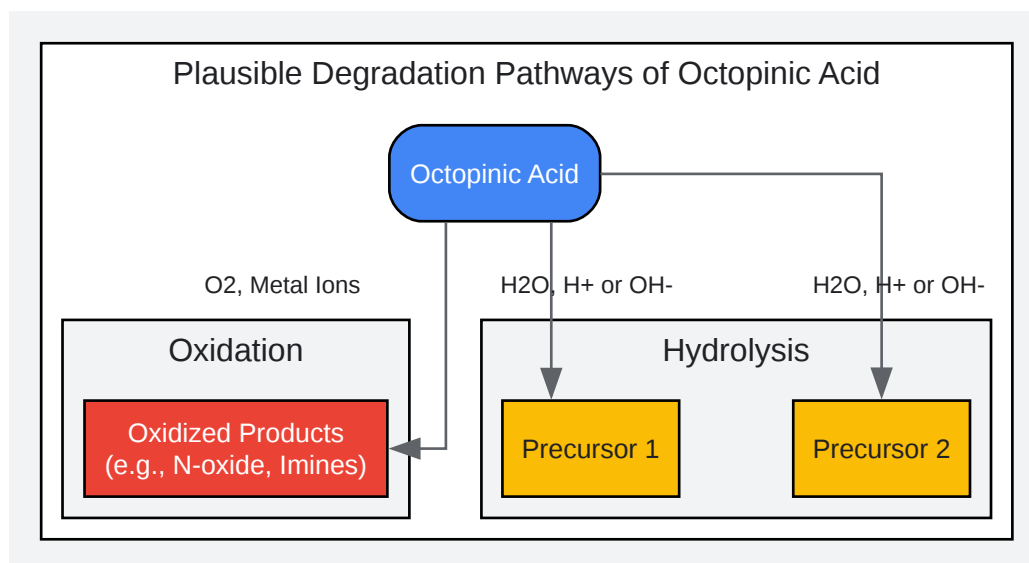 Plausible Degradation Pathways of Octopinic Acid
Octopinic Acid
O2, Metal Ions
H2O, H+ or OH-
H2O, H+ or OH-
Oxidation
Hydrolysis
Oxidized Products
(e.g., N-oxide, Imines)
Precursor 1
Precursor 2